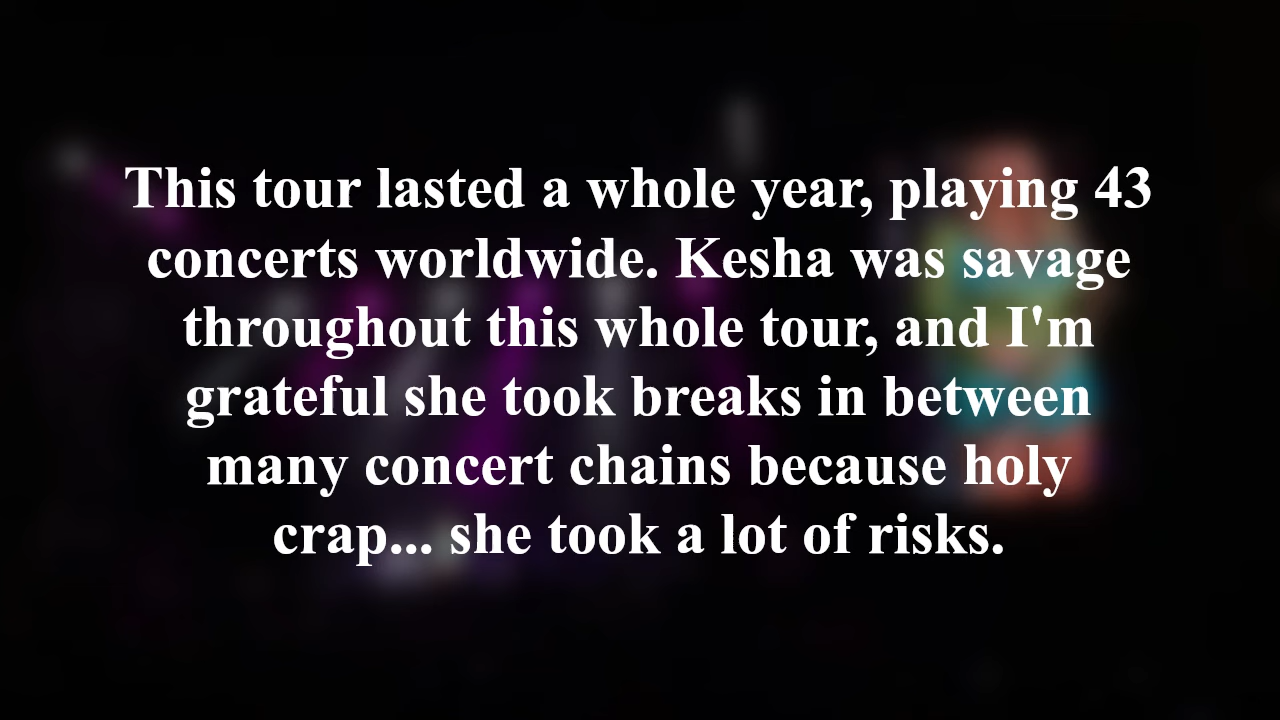 This tour lasted a whole year, playing 43
concerts worldwide. Kesha was savage
throughout this whole tour, and I'm
grateful she took breaks in between
many concert chains because holy
crap... she took a lot of risks.